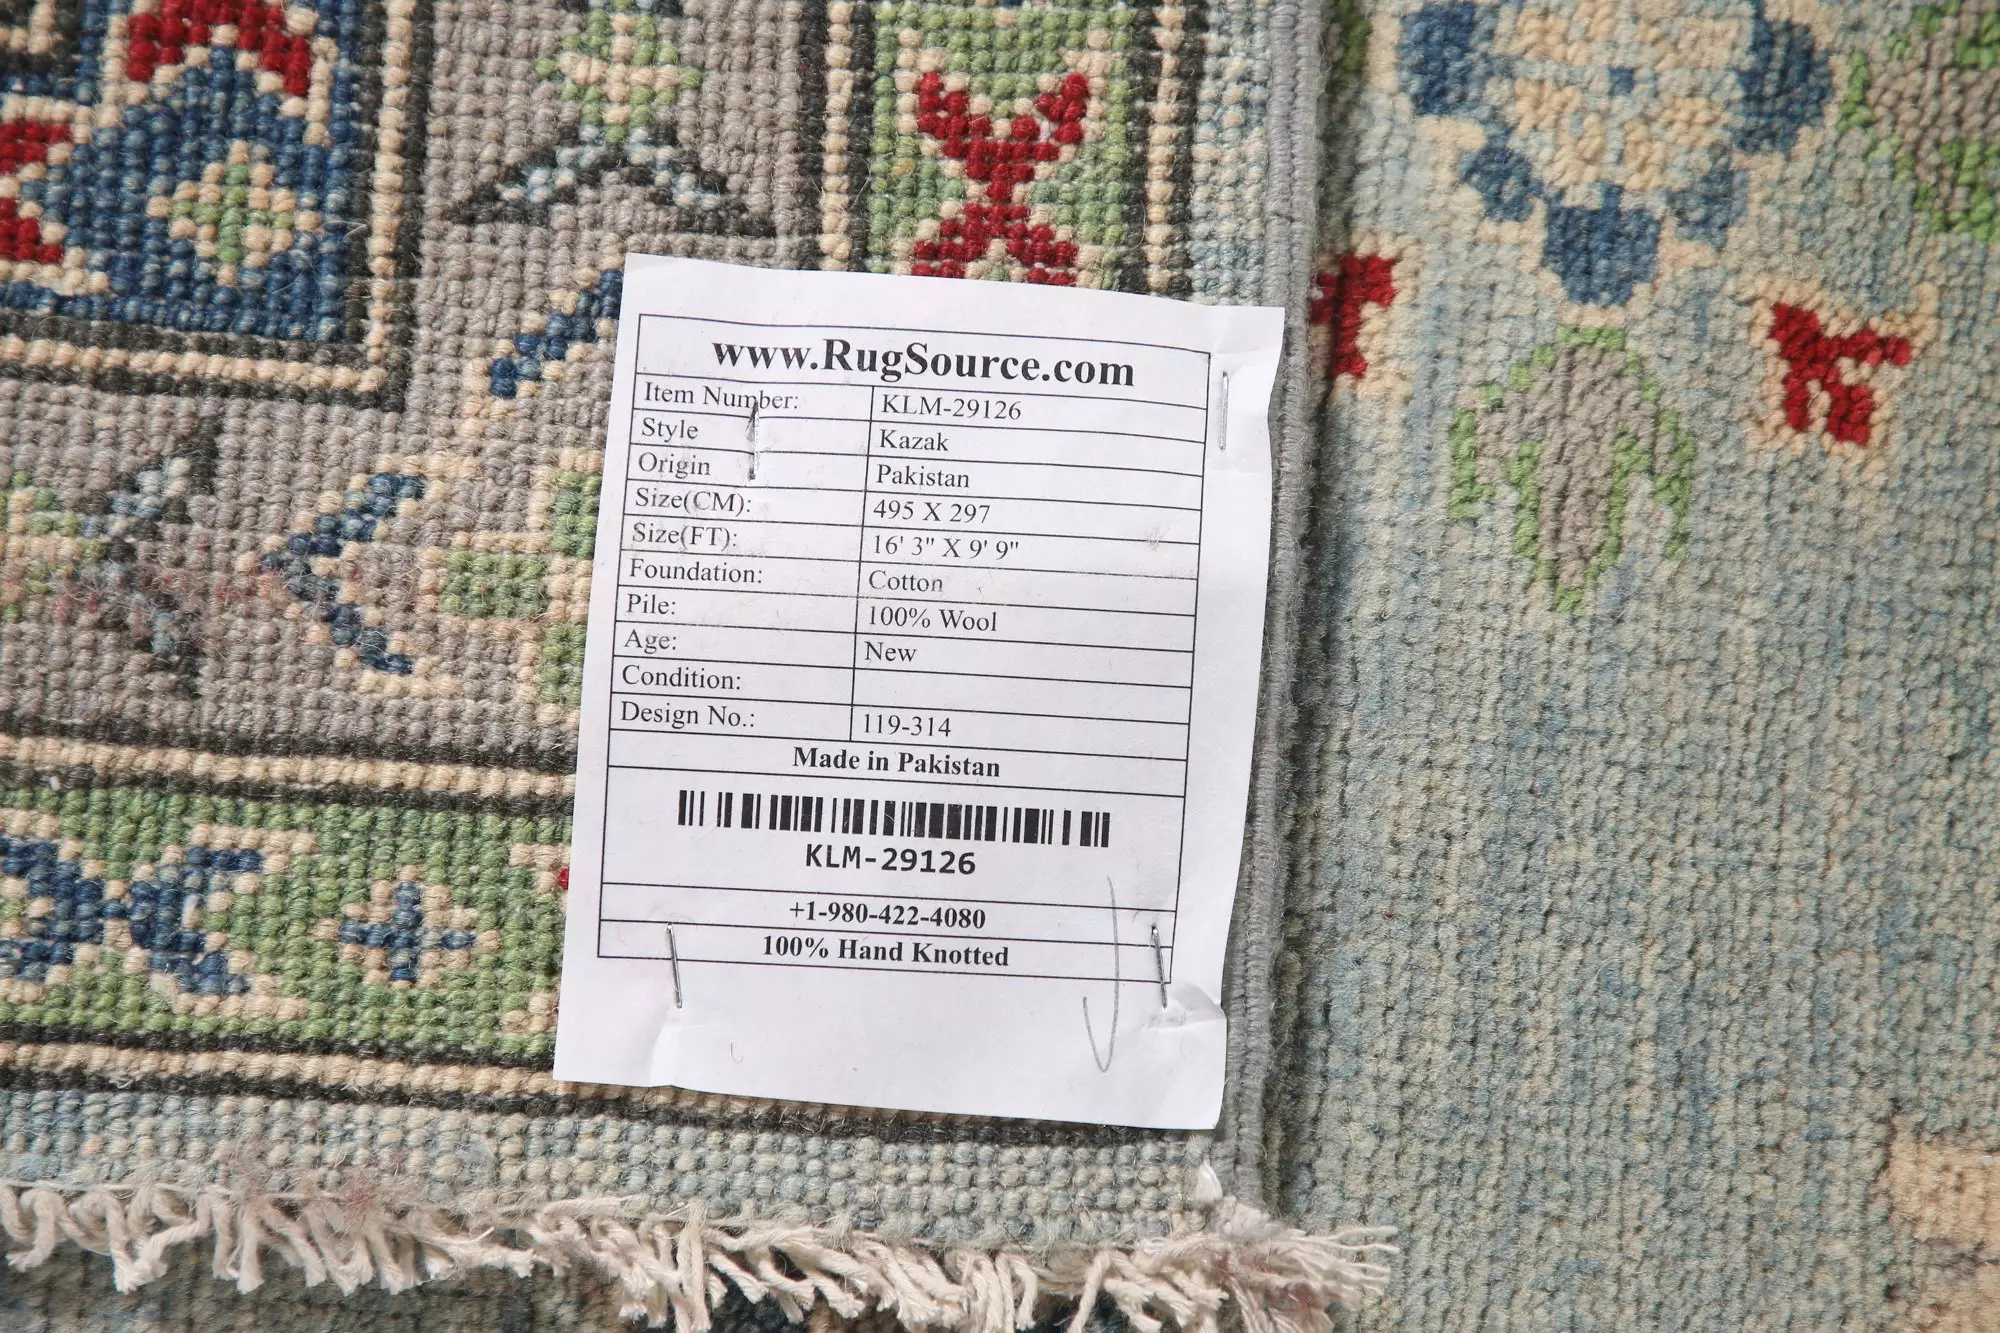 www.RugSource.com
Item Number: KLM-29126
Style Kazak
Origin Pakistan
Size(CM): 495 X 297
Size(FT): 16' 3" X 9' 9"
Foundation: Cotton
Pile: 100% Wool
Age: New
Condition:
Design No.: 119-314
Made in Pakistan
KLM-29126
+1-980-422-4080
100% Hand Knotted